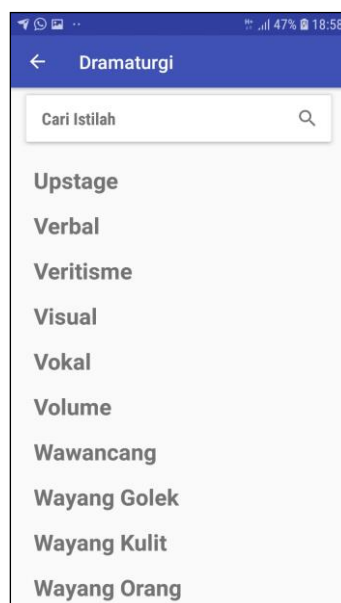 47% 18:58
Dramaturgi
Cari Istilah
Upstage
Verbal
Veritisme
Visual
Vokal
Volume
Wawancang
Wayang Golek
Wayang Kulit
Wayang Orang